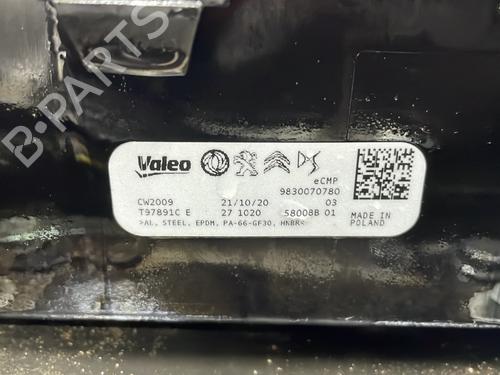 B-PARTS
Valeo
DS
eCMP
9830070780
CW2009 21/10/20 03
T97891C E 27 1020 58008B 01
>AL, STEEL, EPDM, PA-66-GF30, HNBR<
MADE IN
POLAND